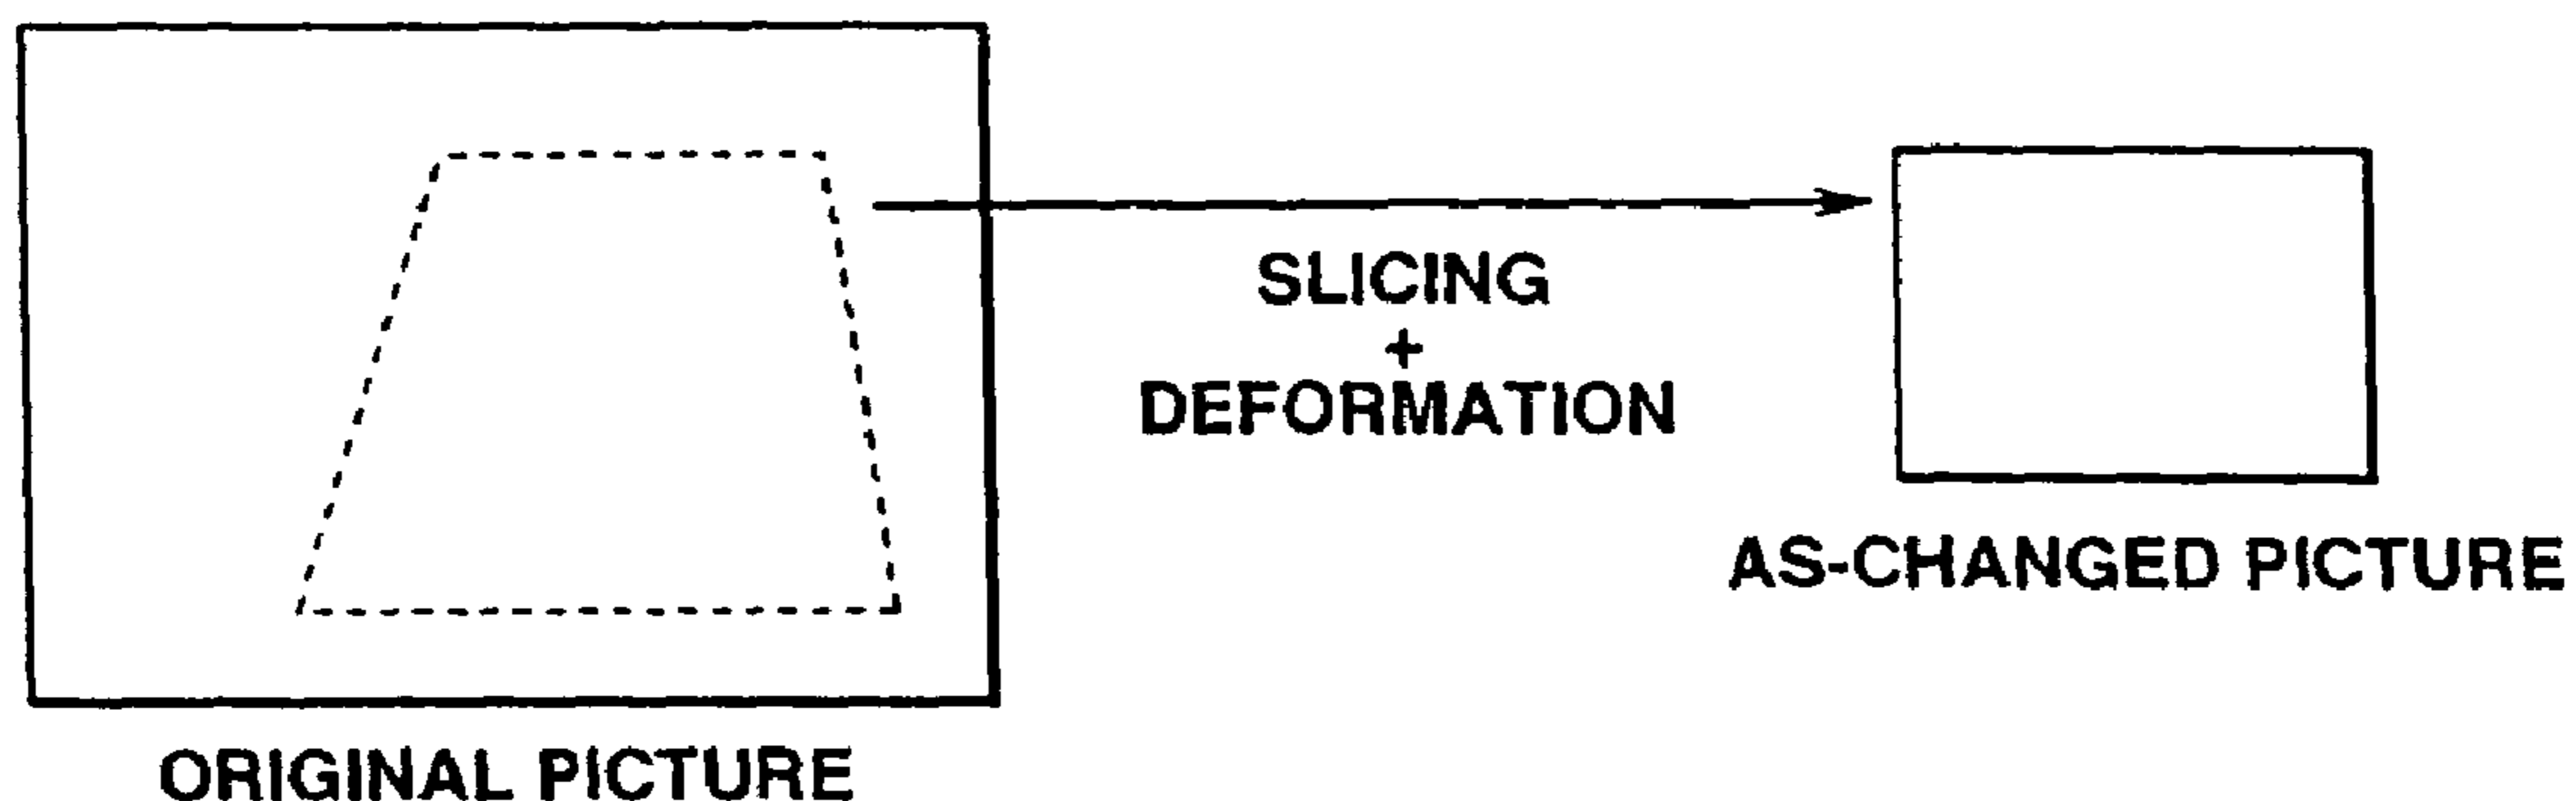 SLICING
+
DEFORMATION
AS-CHANGED PICTURE
ORIGINAL PICTURE